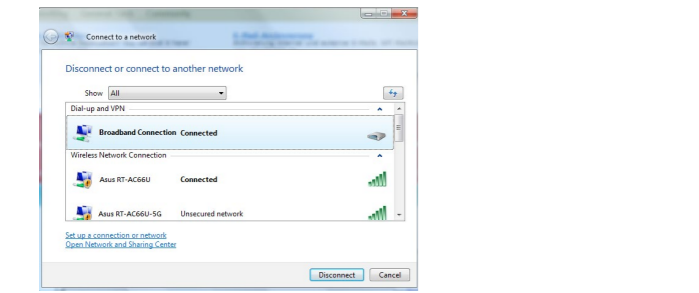 Connect to a network
Disconnect or connect to another network
Show All
Dial-up and VPN
Broadband Connection Connected
Wireless Network Connection
Asus RT-AC66U Connected
Asus RT-AC66U-5G Unsecured network
Set up a connection or network
Open Network and Sharing Center
Disconnect Cancel